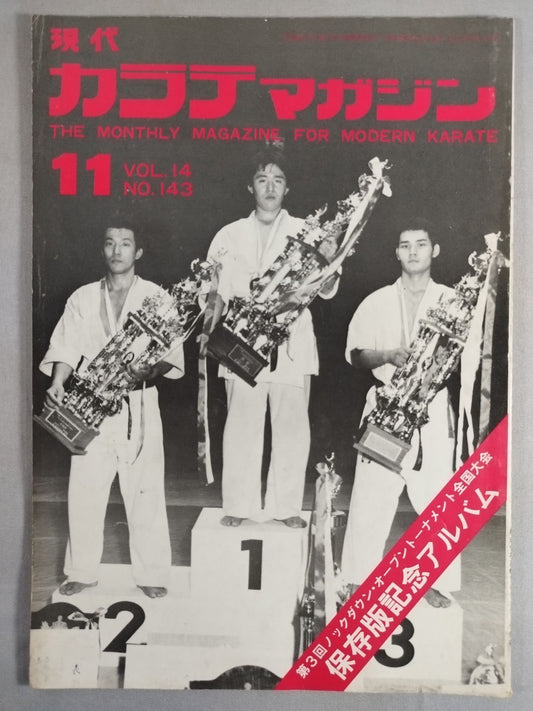 現代
カラテマガジン
THE MONTHLY MAGAZINE FOR MODERN KARATE
11 VOL.14
NO.143
1
2
3
第3回ノックダウン・オープントーナメント全国大会
保存版記念アルバム